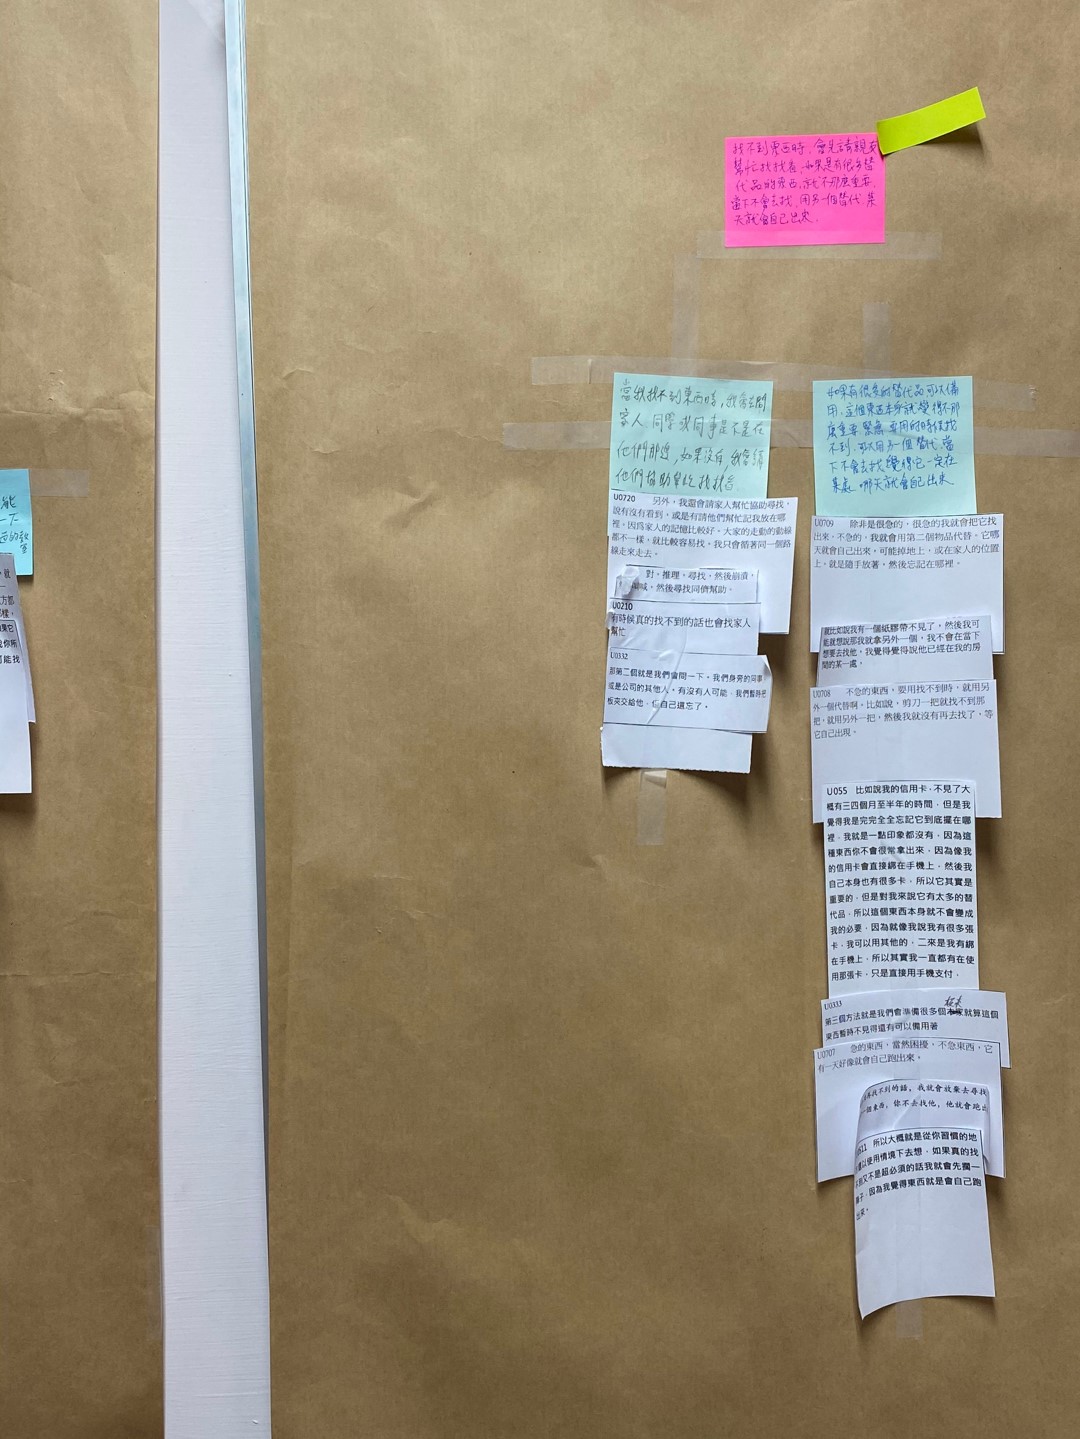 找不到東西時，會先請親友
幫忙找找看，如果是有很多替
代品的東西，就不那麼重要，
當下不會去找，用另一個替代，某
天就會自己出來。
當我找不到東西時，我會去問
家人、同學或同事是不是在
他們那邊，如果沒有，我會請
他們協助幫忙找找看
U0720 另外，我還會請家人幫忙協助尋找，
說有沒有看到，或是有請他們幫忙記我放在哪
裡。因為家人的記憶比較好。大家的走動的動線
都不一樣，就比較容易找。我只會循著同一個路
線走來走去。
對，推理，尋找，然後崩潰，
喊。然後尋找同儕幫助。
U0210
有時候真的找不到的話也會找家人
幫忙
U0332
那第二個就是我們會問一下。我們身旁的同事
或是公司的其他人。有沒有人可能。我們暫時把
板夾交給他，但自己遺忘了。
如果有很多的替代品可以備
用，這個東西本身就覺得不那
麼重要 緊急，要用的時候找
不到，可以用另一個替代，當
下不會去找，覺得它一定在
某處，哪天就會自己出來
U0709 除非是很急的，很急的我就會把它找
出來，不急的，我就會用第二個物品代替。它哪
天就會自己出來。可能掉地上，或在家人的位置
上，就是隨手放著，然後忘記在哪裡。
就比如說我有一個紙膠帶不見了，然後我可
能就想說那我就拿另外一個，我不會在當下
想要去找他，我覺得覺得說他已經在我的房
間的某一處，
U0708 不急的東西，要用找不到時，就用另
外一個代替啊。比如說，剪刀一把就找不到那
把，就用另外一把，然後我就沒有再去找了，等
它自己出現。
U055 比如說我的信用卡，不見了大
概有三四個月至半年的時間，但是我
覺得我是完完全全忘記它到底擺在哪
裡，我就是一點印象都沒有，因為這
種東西你不會很常拿出來，因為像我
的信用卡會直接綁在手機上，然後我
自己本身也有很多卡，所以它其實是
重要的，但是對我來說它有太多的替
代品，所以這個東西本身就不會變成
我的必要，因為就像我說我有很多張
卡，我可以用其他的，二來是我有綁
在手機上，所以其實我一直都有在使
用那張卡，只是直接用手機支付，
板夾
U0333
第三個方法就是我們會準備很多個本家就算這個
東西暫時不見得還有可以備用著
U0707 急的東西，當然困擾，不急東西，它
有一天好像就會自己跑出來。
找不到的話，我就會放棄去尋找
一個東西，你不去找他，他就會跑出
所以大概就是從你習慣的地
以使用情境下去想，如果真的找
又不是超必須的話我就會先擱一
子，因為我覺得東西就是會自己跑
出來。
能
一下